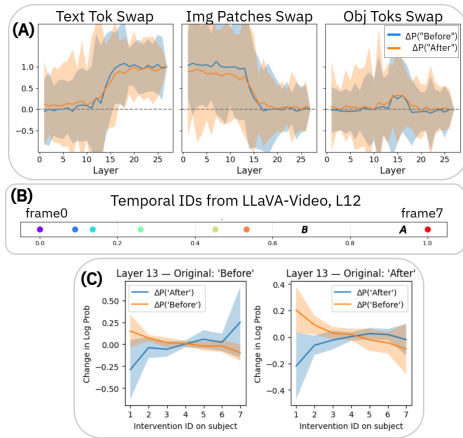 Text Tok Swap Img Patches Swap Obj Toks Swap
(A)
ΔP("Before")
ΔP("After")
1.0
0.5
0.0
−0.5
0 5 10 15 20 25 0 5 10 15 20 25 0 5 10 15 20 25
Layer Layer Layer
(B)
Temporal IDs from LLaVA-Video, L12
frame0 frame7
B A
0.0 0.2 0.4 0.6 0.8 1.0
(C)
Layer 13 — Original: 'Before' Layer 13 — Original: 'After'
ΔP('After') ΔP('After')
ΔP('Before') ΔP('Before')
Change in Log Prob
0.50
0.25
0.00
−0.25
−0.50
1 2 3 4 5 6 7
Intervention ID on subject
Change in Log Prob
0.4
0.2
0.0
−0.2
−0.4
1 2 3 4 5 6 7
Intervention ID on subject